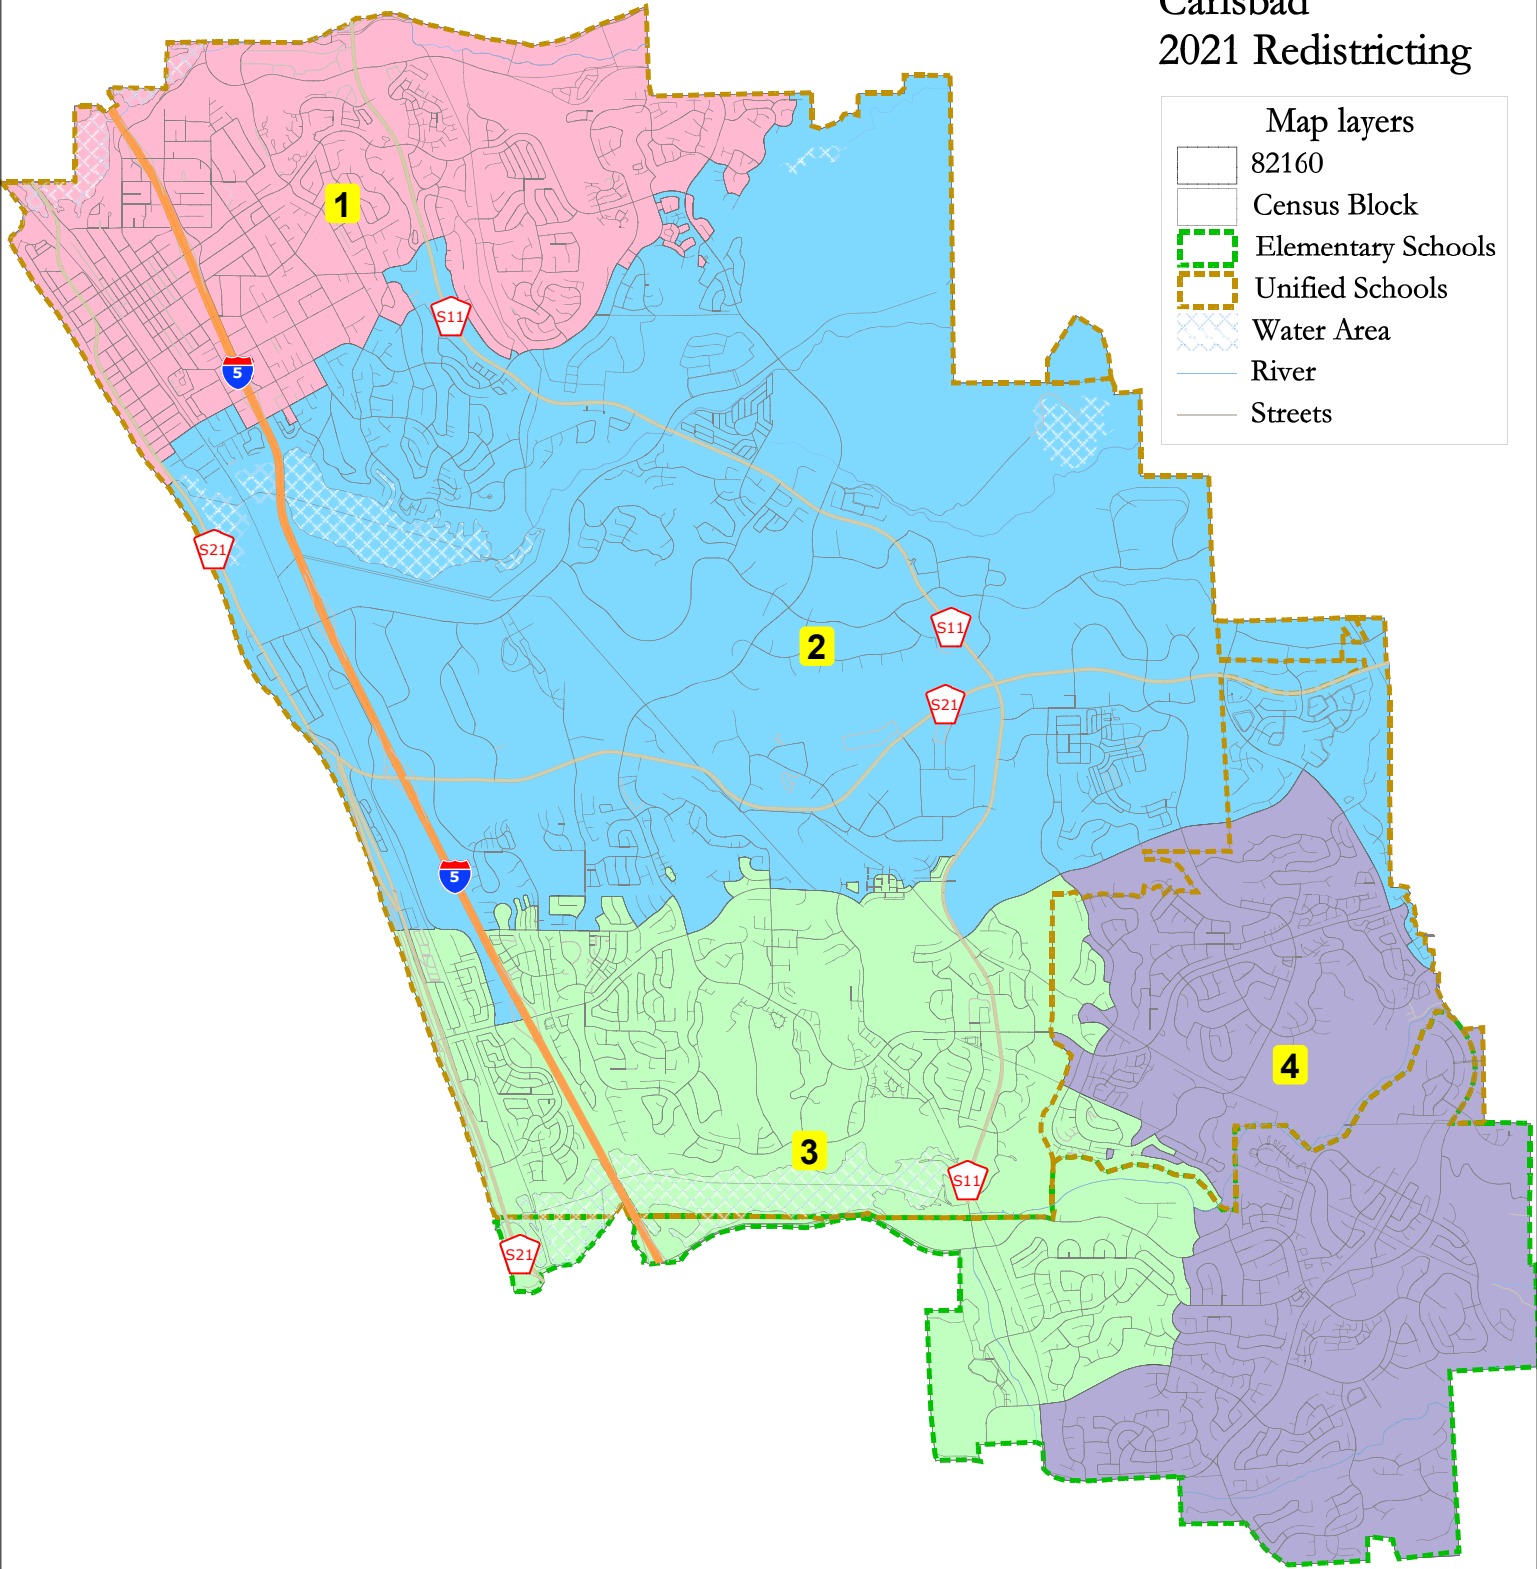 Carlsbad
2021 Redistricting
Map layers
82160
Census Block
Elementary Schools
Unified Schools
Water Area
River
Streets
1
S11
5
S21
2
S11
S21
5
4
3
S11
S21